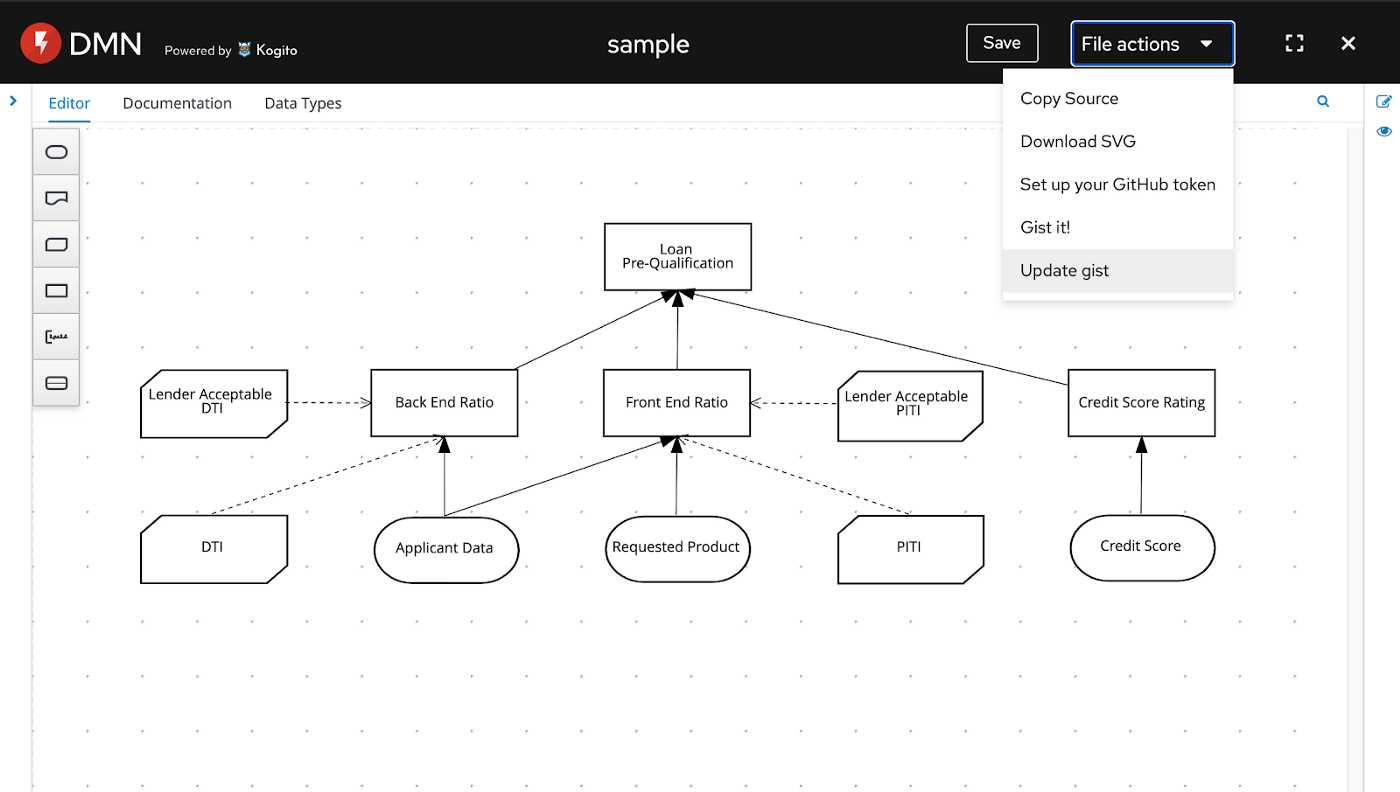 DMN
Powered by Kogito
sample
Save
File actions
Copy Source
Download SVG
Set up your GitHub token
Gist it!
Update gist
Editor
Documentation
Data Types
Loan
Pre-Qualification
Lender Acceptable
DTI
Back End Ratio
Front End Ratio
Lender Acceptable
PITI
Credit Score Rating
DTI
Applicant Data
Requested Product
PITI
Credit Score